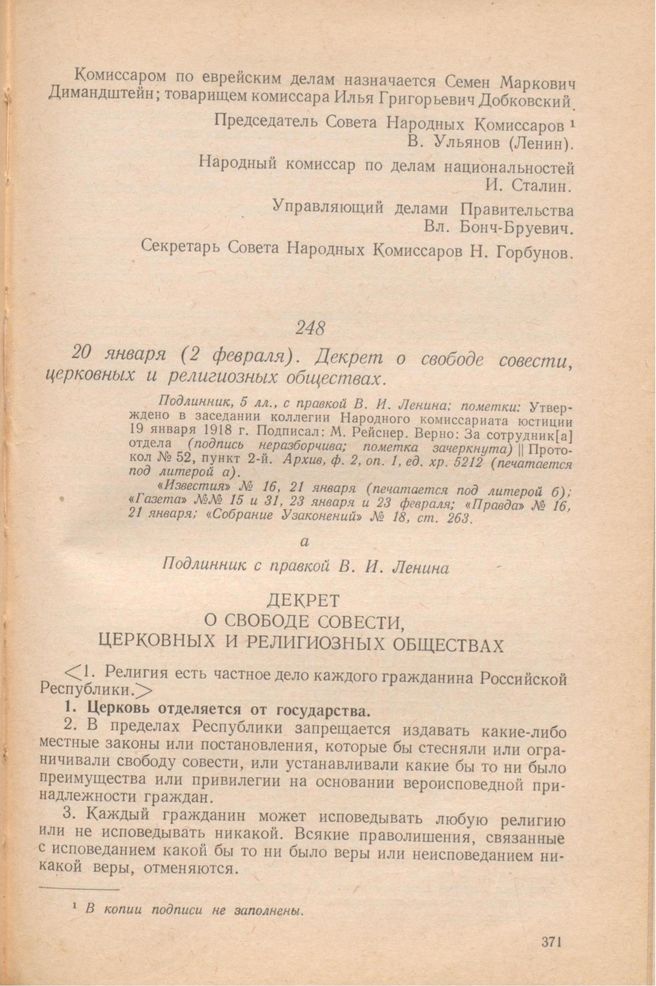 Комиссаром по еврейским делам назначается Семен Маркович
Димандштейн; товарищем комиссара Илья Григорьевич Добковский.
Председатель Совета Народных Комиссаров ¹
В. Ульянов (Ленин).
Народный комиссар по делам национальностей
И. Сталин.
Управляющий делами Правительства
Вл. Бонч-Бруевич.
Секретарь Совета Народных Комиссаров Н. Горбунов.
248
20 января (2 февраля). Декрет о свободе совести,
церковных и религиозных обществах.
Подлинник, 5 лл., с правкой В. И. Ленина; пометки: Утвер-
ждено в заседании коллегии Народного комиссариата юстиции
19 января 1918 г. Подписал: М. Рейснер. Верно: За сотрудник[а]
отдела (подпись неразборчива; пометка зачеркнута) || Прото-
кол № 52, пункт 2-й. Архив, ф. 2, оп. 1, ед. хр. 5212 (печатается
под литерой а).
«Известия» № 16, 21 января (печатается под литерой б);
«Газета» №№ 15 и 31, 23 января и 23 февраля; «Правда» № 16,
21 января; «Собрание Узаконений» № 18, ст. 263.
а
Подлинник с правкой В. И. Ленина
ДЕКРЕТ
О СВОБОДЕ СОВЕСТИ,
ЦЕРКОВНЫХ И РЕЛИГИОЗНЫХ ОБЩЕСТВАХ
<1. Религия есть частное дело каждого гражданина Российской
Республики.>
1. Церковь отделяется от государства.
2. В пределах Республики запрещается издавать какие-либо
местные законы или постановления, которые бы стесняли или огра-
ничивали свободу совести, или устанавливали какие бы то ни было
преимущества или привилегии на основании вероисповедной при-
надлежности граждан.
3. Каждый гражданин может исповедывать любую религию
или не исповедывать никакой. Всякие праволишения, связанные
с исповеданием какой бы то ни было веры или неисповеданием ни-
какой веры, отменяются.
¹ В копии подписи не заполнены.
371